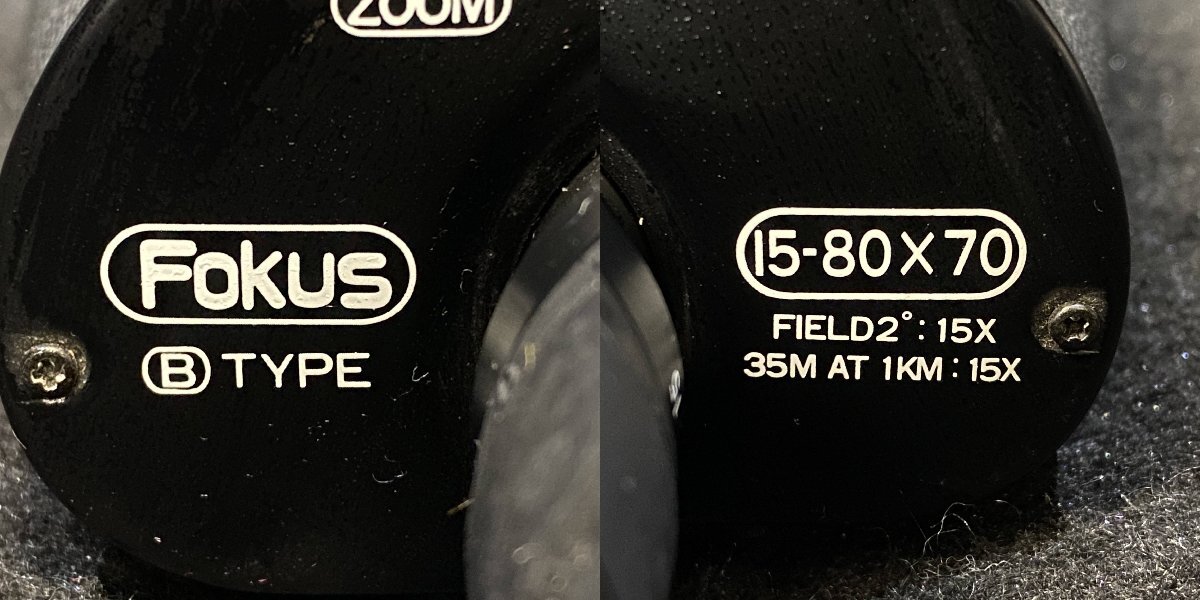 ZOOM
Fokus
B TYPE
15-80X70
FIELD2°: 15X
35M AT 1KM: 15X